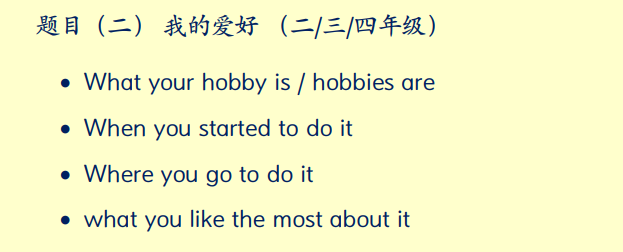 题目（二） 我的爱好 （二/三/四年级）
• What your hobby is / hobbies are
• When you started to do it
• Where you go to do it
• what you like the most about it